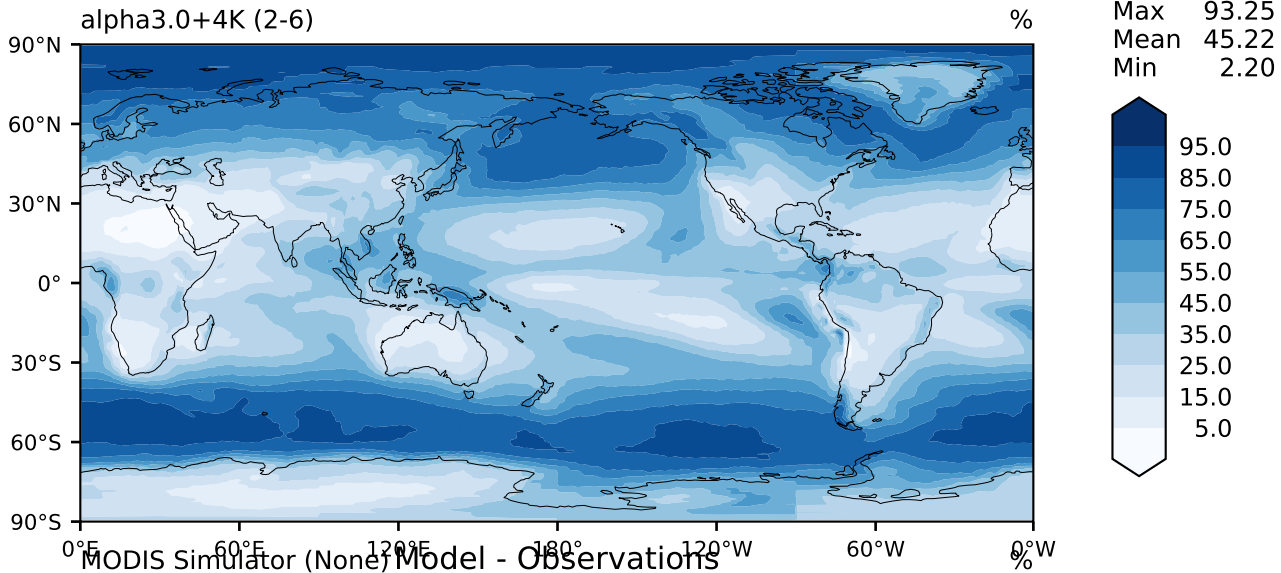 alpha3.0+4K (2-6) %
Max 93.25
Mean 45.22
Min 2.20
90°N
60°N
30°N
0°
30°S
60°S
90°S
95.0
85.0
75.0
65.0
55.0
45.0
35.0
25.0
15.0
5.0
0°E 60°E 120°E 180° 120°W 60°W 0°W
MODIS Simulator (None) Model - Observations %